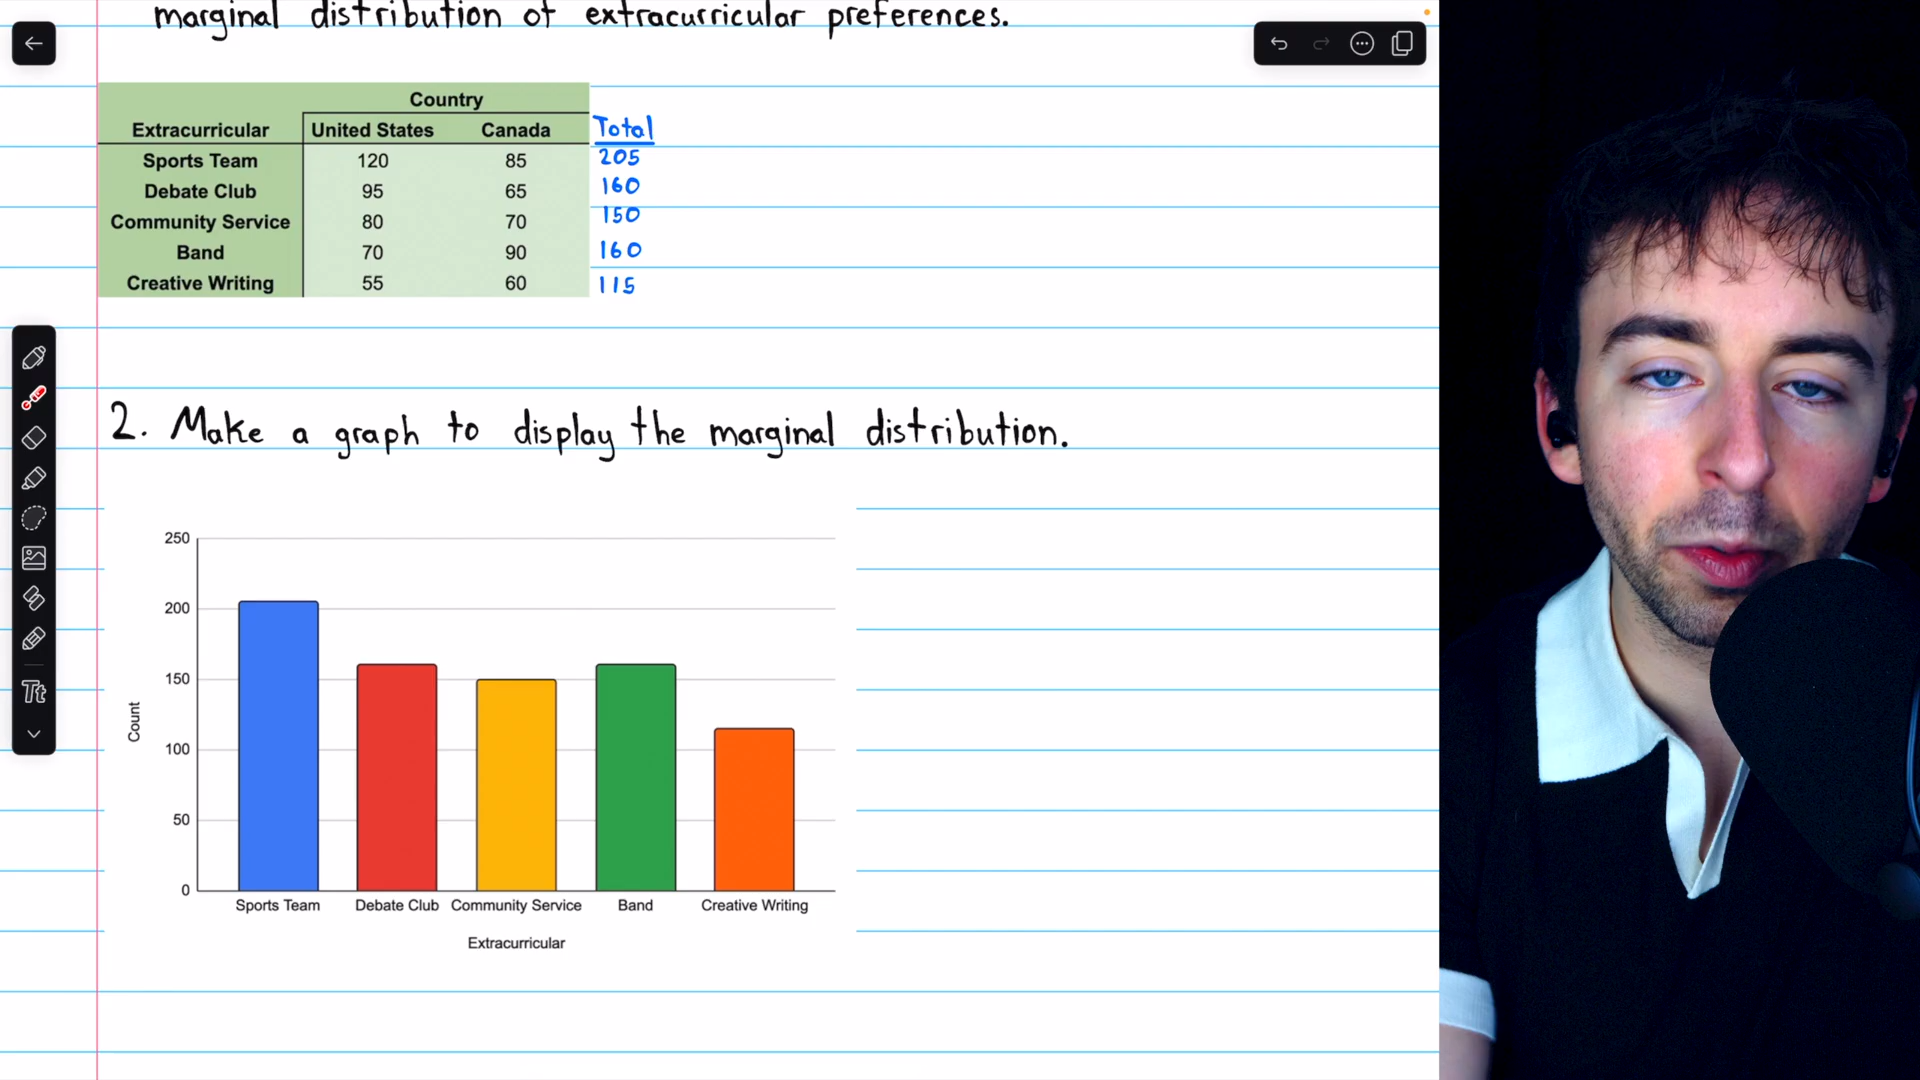 marginal distribution of extracurricular preferences.
Country
Extracurricular United States Canada Total
Sports Team 120 85 205
Debate Club 95 65 160
Community Service 80 70 150
Band 70 90 160
Creative Writing 55 60 115
2. Make a graph to display the marginal distribution.
250
200
150
100
50
0
Count
Sports Team Debate Club Community Service Band Creative Writing
Extracurricular
Tt